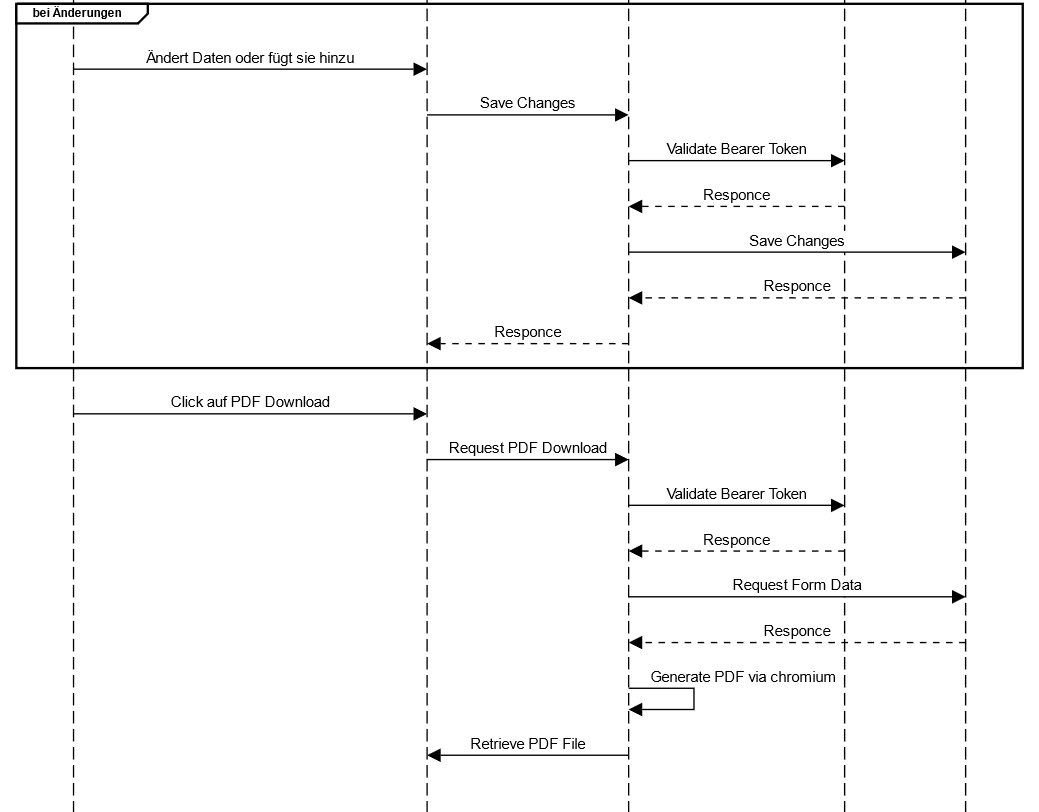 bei Änderungen
Ändert Daten oder fügt sie hinzu
Save Changes
Validate Bearer Token
Responce
Save Changes
Responce
Responce
Click auf PDF Download
Request PDF Download
Validate Bearer Token
Responce
Request Form Data
Responce
Generate PDF via chromium
Retrieve PDF File